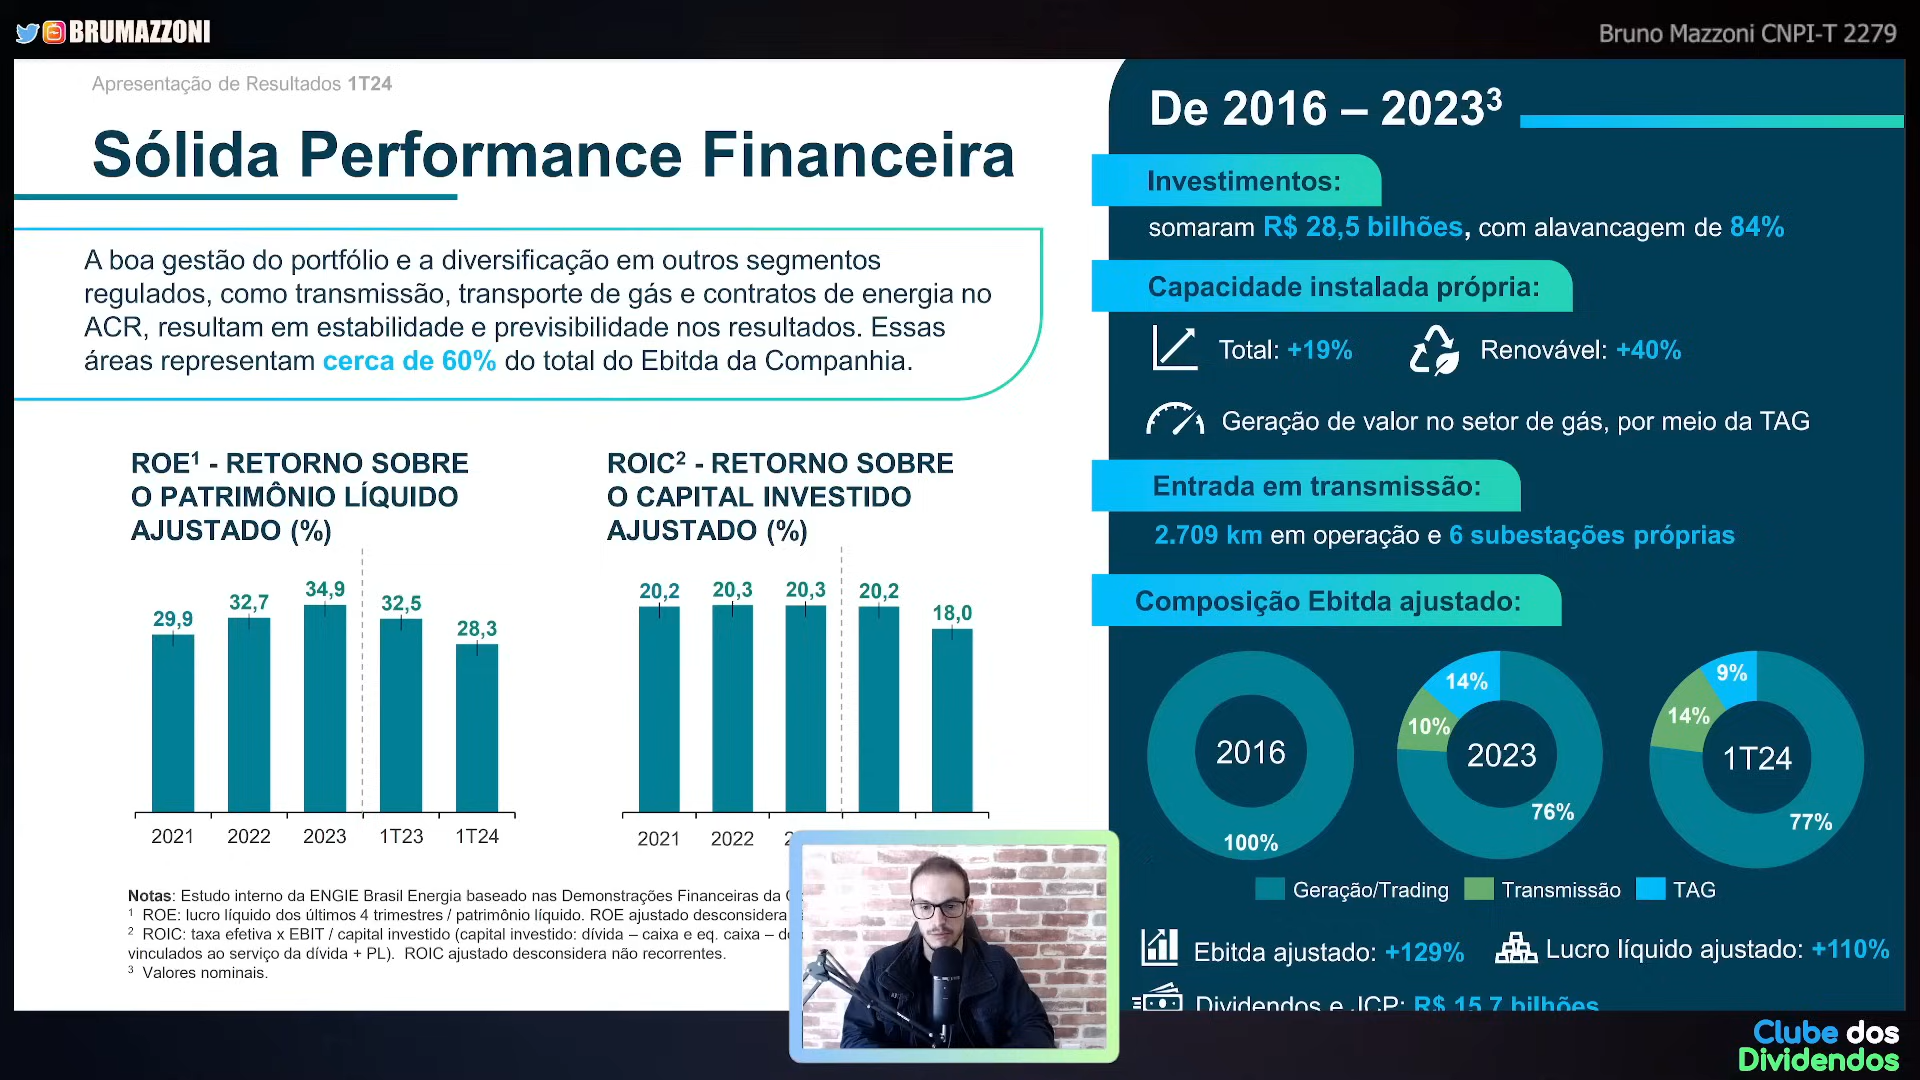 BRUMAZZONI
Bruno Mazzoni CNPI-T 2279
Apresentação de Resultados 1T24
Sólida Performance Financeira
A boa gestão do portfólio e a diversificação em outros segmentos
regulados, como transmissão, transporte de gás e contratos de energia no
ACR, resultam em estabilidade e previsibilidade nos resultados. Essas
áreas representam cerca de 60% do total do Ebitda da Companhia.
ROE¹ - RETORNO SOBRE
O PATRIMÔNIO LÍQUIDO
AJUSTADO (%)
29,9
32,7
34,9
32,5
28,3
2021
2022
2023
1T23
1T24
ROIC² - RETORNO SOBRE
O CAPITAL INVESTIDO
AJUSTADO (%)
20,2
20,3
20,3
20,2
18,0
2021
2022
Notas: Estudo interno da ENGIE Brasil Energia baseado nas Demonstrações Financeiras da
¹ ROE: lucro líquido dos últimos 4 trimestres / patrimônio líquido. ROE ajustado desconsidera
² ROIC: taxa efetiva x EBIT / capital investido (capital investido: dívida – caixa e eq. caixa –
vinculados ao serviço da dívida + PL). ROIC ajustado desconsidera não recorrentes.
³ Valores nominais.
De 2016 – 2023³
Investimentos:
somaram R$ 28,5 bilhões, com alavancagem de 84%
Capacidade instalada própria:
Total: +19%
Renovável: +40%
Geração de valor no setor de gás, por meio da TAG
Entrada em transmissão:
2.709 km em operação e 6 subestações próprias
Composição Ebitda ajustado:
2016
100%
14%
10%
2023
76%
9%
14%
1T24
77%
Geração/Trading
Transmissão
TAG
Ebitda ajustado: +129%
Lucro líquido ajustado: +110%
Dividendos e JCP: R$ 15,7 bilhões
Clube dos
Dividendos